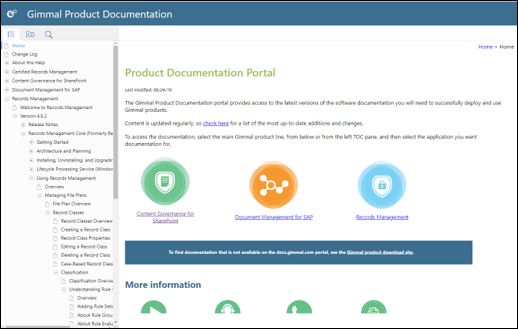 Gimmal Product Documentation
Home > Home
Home
Change Log
About this Help
Certified Records Management
Content Governance for SharePoint
Document Management for SAP
Records Management
Welcome to Records Management
Version 4.6.2
Release Notes
Records Management Core (Formerly Re
Getting Started
Architecture and Planning
Installing, Uninstalling, and Upgrading
Lifecycle Processing Service (Window
Using Records Management
Overview
Managing File Plans
File Plan Overview
Record Classes
Record Classes Overview
Creating a Record Class
Record Class Properties
Editing a Record Class
Deleting a Record Class
Case-Based Record Class
Classification
Classification Overview
Understanding Rule S
Overview
Adding Rule Sets
About Rule Group
About Rule Evalua
Product Documentation Portal
Last modified: 06/04/18
The Gimmal Product Documentation portal provides access to the latest versions of the software documentation you will need to successfully deploy and use
Gimmal products.
Content is updated regularly, so check here for a list of the most up-to-date additions and changes.
To access the documentation, select the main Gimmal product line, from below or from the left TOC pane, and then select the application you want
documentation for.
Content Governance for
SharePoint
Document Management for SAP
Records Management
To find documentation that is not available on the docs.gimmal.com portal, see the Gimmal product download site.
More information